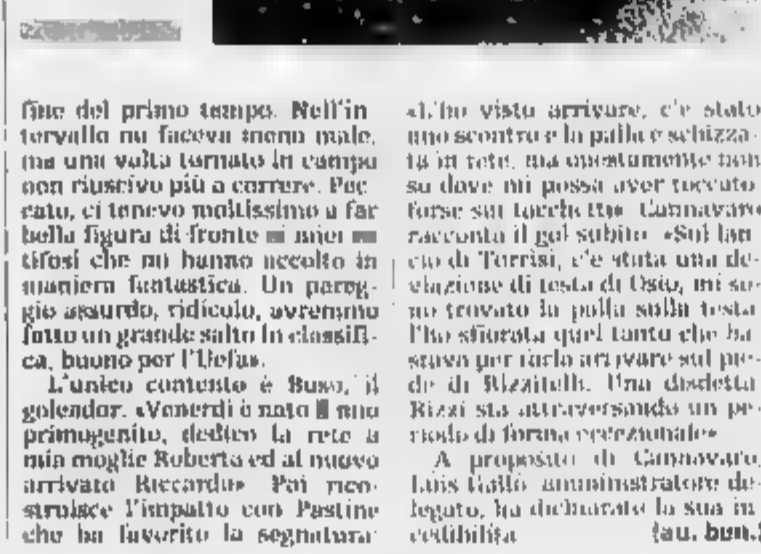 fine del primo tempo. Nell'in-
tervallo mi faceva meno male,
ma una volta tornato in campo
non riuscivo più a correre. Pec-
cato, ci tenevo moltissimo a far
bella figura di fronte ai miei
tifosi che mi hanno accolto in
maniera fantastica. Un pareg-
gio assurdo, ridicolo, avremmo
fatto un grande salto in classifi-
ca, buono per l'Uefa».
L'unico contento è Buso, il
goleador. «Venerdì è nato il mio
primogenito, dedico la rete a
mia moglie Roberta ed al nuovo
arrivato Riccardo». Poi rico-
struisce l'impatto con Pastine
che ha favorito la segnatura:
«L'ho visto arrivare, c'è stato
uno scontro e la palla è schizza-
ta in rete, ma onestamente non
so dove mi possa aver toccato
forse sui tacchetti». Cannavaro
racconta il gol subito. «Sul lan-
cio di Torrisi, c'è stata una de-
viazione di testa di Osio, mi so-
no trovato la palla sulla testa
l'ho sfiorata quel tanto che ba-
stava per farla arrivare sul pie-
de di Rizzitelli. Una disdetta
Rizzi sta attraversando un pe-
riodo di forma eccezionale».
A proposito di Cannavaro,
Luis Gallo amministratore de-
legato, ha dichiarato la sua in-
cedibilità. [au. ben.]